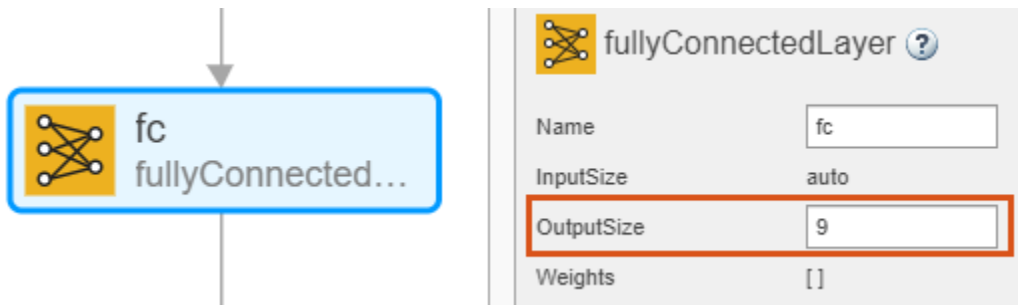 fc
fullyConnected...
fullyConnectedLayer ?
Name fc
InputSize auto
OutputSize 9
Weights [ ]